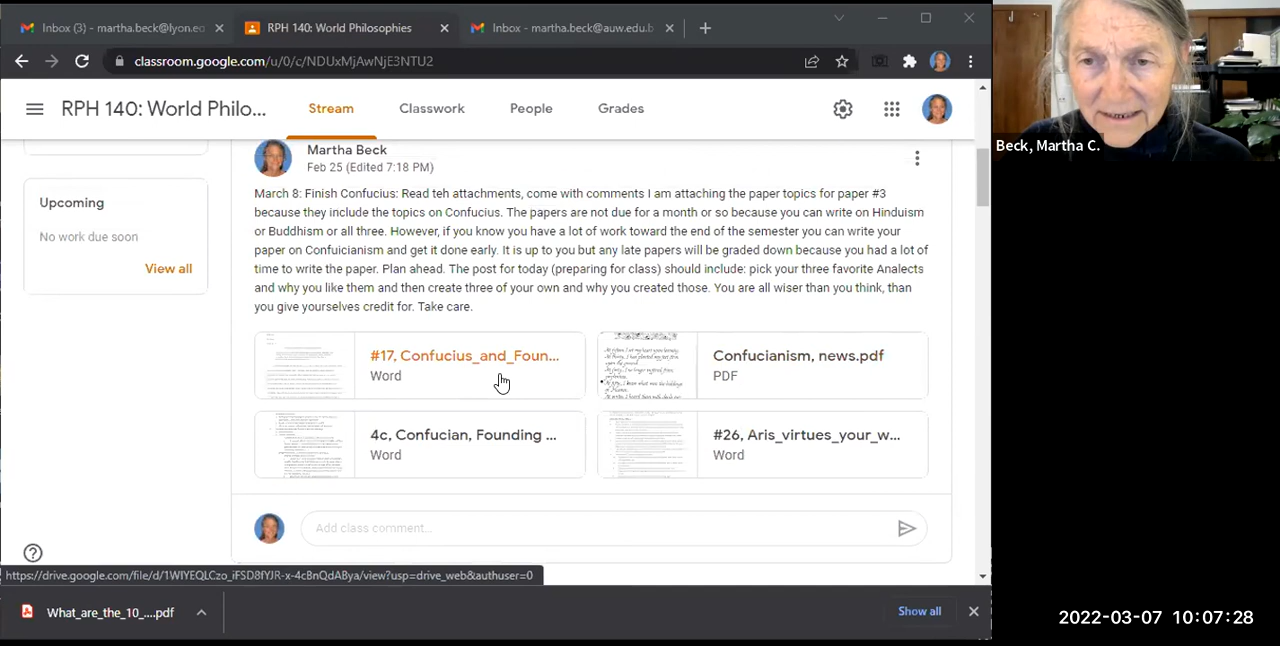 Inbox (3) - martha.beck@lyon.ec
RPH 140: World Philosophies
Inbox - martha.beck@auw.edu.b
classroom.google.com/u/0/c/NDUxMjAwNjE3NTU2
RPH 140: World Philo...
Stream
Classwork
People
Grades
Beck, Martha C.
Martha Beck
Feb 25 (Edited 7:18 PM)
Upcoming
No work due soon
View all
March 8: Finish Confucius: Read teh attachments, come with comments I am attaching the paper topics for paper #3
because they include the topics on Confucius. The papers are not due for a month or so because you can write on Hinduism
or Buddhism or all three. However, if you know you have a lot of work toward the end of the semester you can write your
paper on Confuicianism and get it done early. It is up to you but any late papers will be graded down because you had a lot of
time to write the paper. Plan ahead. The post for today (preparing for class) should include: pick your three favorite Analects
and why you like them and then create three of your own and why you created those. You are all wiser than you think, than
you give yourselves credit for. Take care.
#17, Confucius_and_Foun...
Word
Confucianism, news.pdf
PDF
4c, Confucian, Founding ...
Word
#26, Aris_virtues_your_w...
Word
Add class comment...
https://drive.google.com/file/d/1WlYEQLCzo_iFSD8fYJR-x-4cBnQdABya/view?usp=drive_web&authuser=0
What_are_the_10_....pdf
Show all
2022-03-07 10:07:28